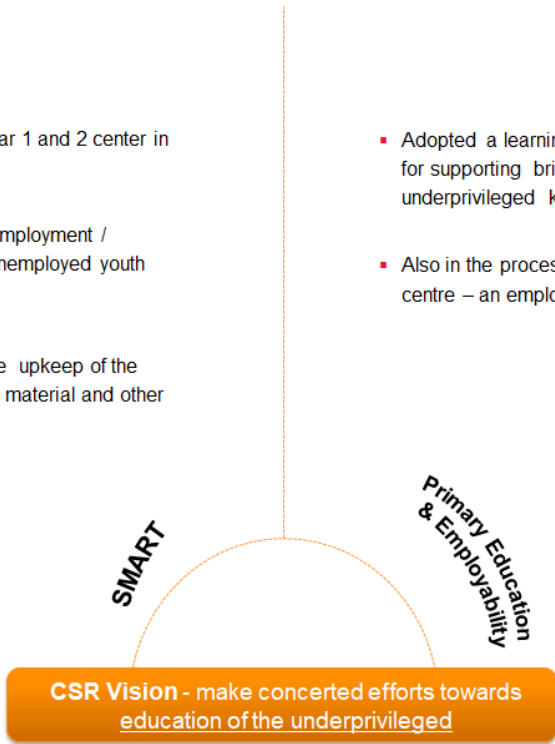 ar 1 and 2 center in
mployment /
nemployed youth
e upkeep of the
material and other
▪ Adopted a learnin
for supporting bri
underprivileged k
▪ Also in the proces
centre – an emplo
SMART
Primary Education
& Employability
CSR Vision - make concerted efforts towards
education of the underprivileged